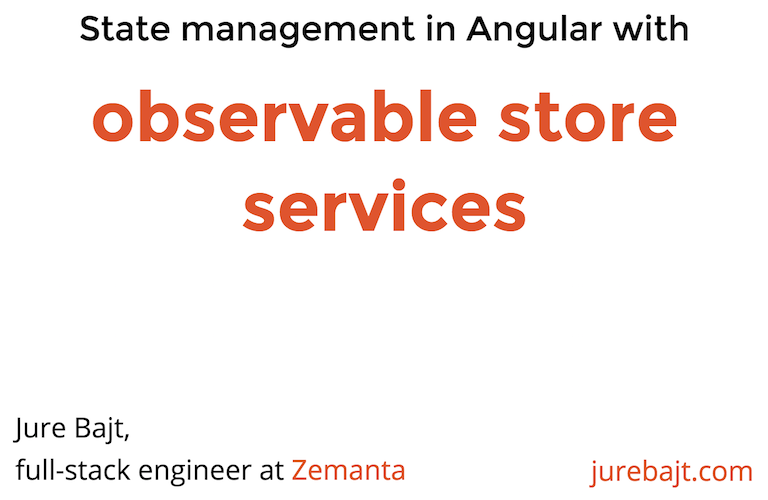 State management in Angular with
observable store
services
Jure Bajt,
full-stack engineer at Zemanta
jurebajt.com